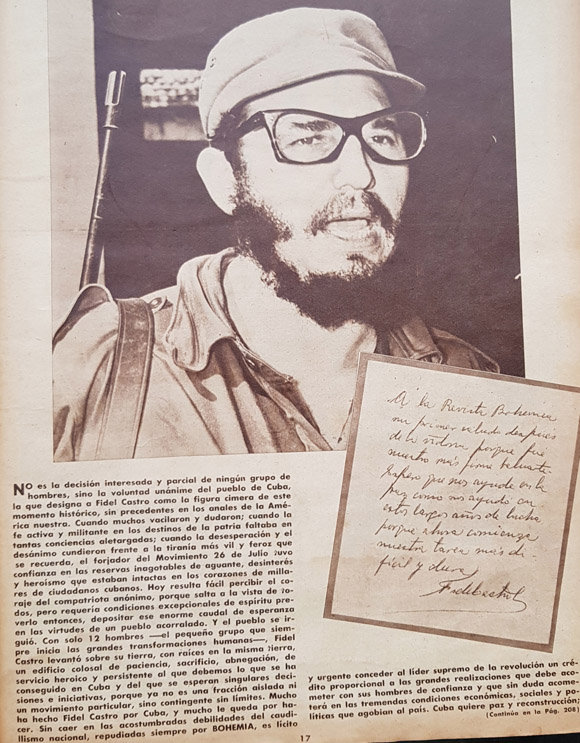 A la Revista Bohemia
mi primer saludo despues
de la victoria porque fué
nuestro más firme baluarte.
Espero que nos ayude en la
paz como nos ayudó en
estos largos años de lucha
porque ahora comienza
nuestra tarea más di-
fícil y dura.
Fidel Castro
NO es la decisión interesada y parcial de ningún grupo de
hombres, sino la voluntad unánime del pueblo de Cuba,
la que designa a Fidel Castro como la figura cimera de este
momento histórico, sin precedentes en los anales de la Amé-
rica nuestra. Cuando muchos vacilaron y dudaron; cuando la
fe activa y militante en los destinos de la patria faltaba en
tantas conciencias aletargadas; cuando la desesperación y el
desánimo cundieron frente a la tiranía más vil y feroz que
se recuerda, el forjador del Movimiento 26 de Julio tuvo
confianza en las reservas inagotables de aguante, desinterés
y heroísmo que estaban intactas en los corazones de milla-
res de ciudadanos cubanos. Hoy resulta fácil percibir el co-
raje del compatriota anónimo, porque salta a la vista de to-
dos, pero requería condiciones excepcionales de espíritu pre-
verlo entonces, depositar ese enorme caudal de esperanza
en las virtudes de un pueblo acorralado. Y el pueblo se ir-
guió. Con solo 12 hombres —el pequeño grupo que siem-
pre inicia las grandes transformaciones humanas—, Fidel
Castro levantó sobre su tierra, con raíces en la misma tierra,
un edificio colosal de paciencia, sacrificio, abnegación, de
servicio heroico y persistente al que debemos lo que se ha
conseguido en Cuba y del que se esperan singulares deci-
siones e iniciativas, porque ya no es una fracción aislada ni
un movimiento particular, sino contingente sin límites. Mucho
ha hecho Fidel Castro por Cuba, y mucho le queda por ha-
cer. Sin caer en las acostumbradas debilidades del caudi-
llismo nacional, repudiadas siempre por BOHEMIA, es lícito
y urgente conceder al líder supremo de la revolución un cré-
dito proporcional a las grandes realizaciones que debe aco-
meter con sus hombres de confianza y que sin duda acome-
terá en las tremendas condiciones económicas, sociales y po-
líticas que agobian al país. Cuba quiere paz y reconstrucción;
(Continúa en la Pág. 208)
17